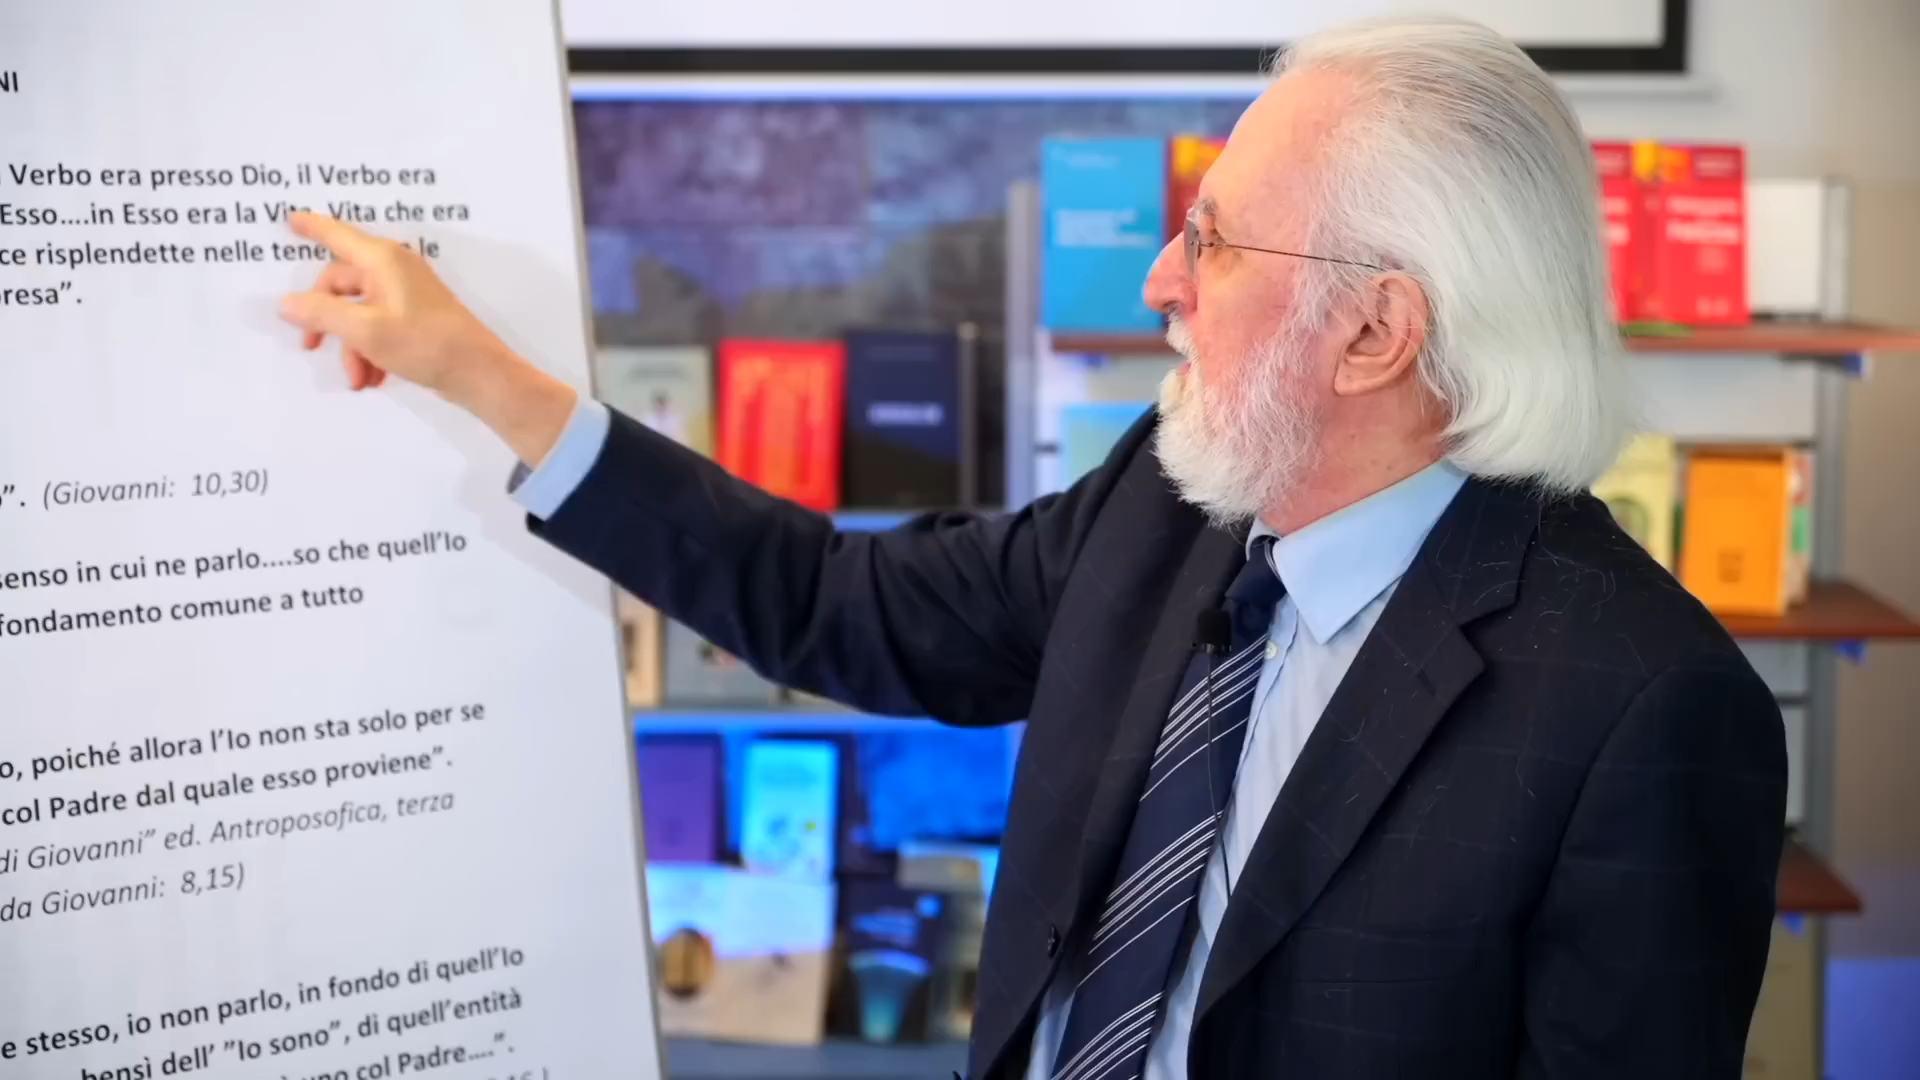 NI
Verbo era presso Dio, il Verbo era
Esso....in Esso era la Vita, Vita che era
ce risplendette nelle tene le
resa”.
”. (Giovanni: 10,30)
senso in cui ne parlo....so che quell’Io
fondamento comune a tutto
o, poiché allora l’Io non sta solo per se
col Padre dal quale esso proviene”.
di Giovanni” ed. Antroposofica, terza
da Giovanni: 8,15)
e stesso, io non parlo, in fondo di quell’Io
bensì dell’ ”Io sono”, di quell’entità
uno col Padre....”.